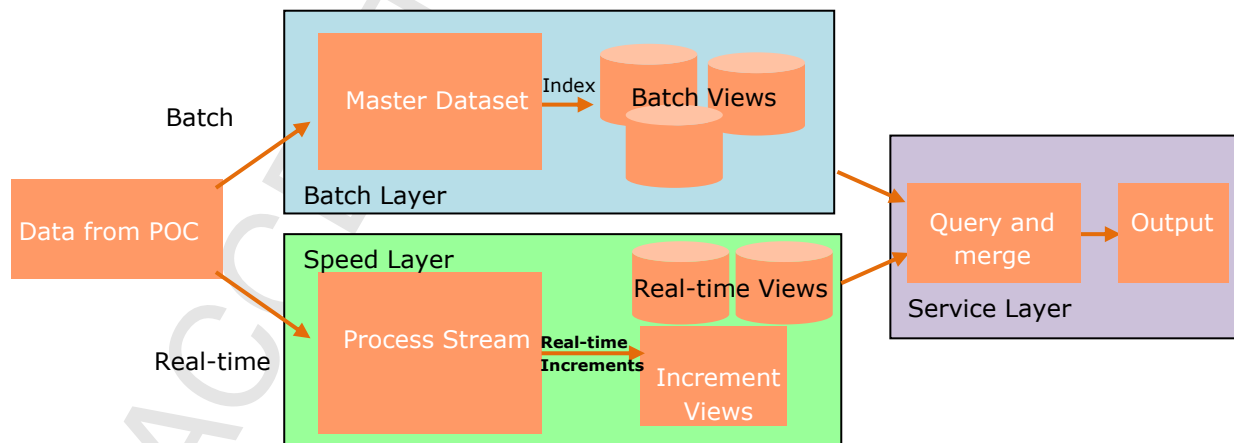 Batch
Data from POC
Real-time
Master Dataset
Index
Batch Views
Batch Layer
Speed Layer
Process Stream
Real-time
Increments
Real-time Views
Increment
Views
Query and
merge
Output
Service Layer